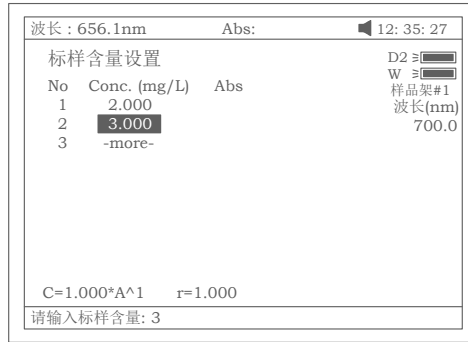 波长：656.1nm Abs: 12: 35: 27
标样含量设置
No Conc. (mg/L) Abs
1 2.000
2 3.000
3 -more-
D2
W
样品架#1
波长(nm)
700.0
C=1.000*A^1 r=1.000
请输入标样含量: 3